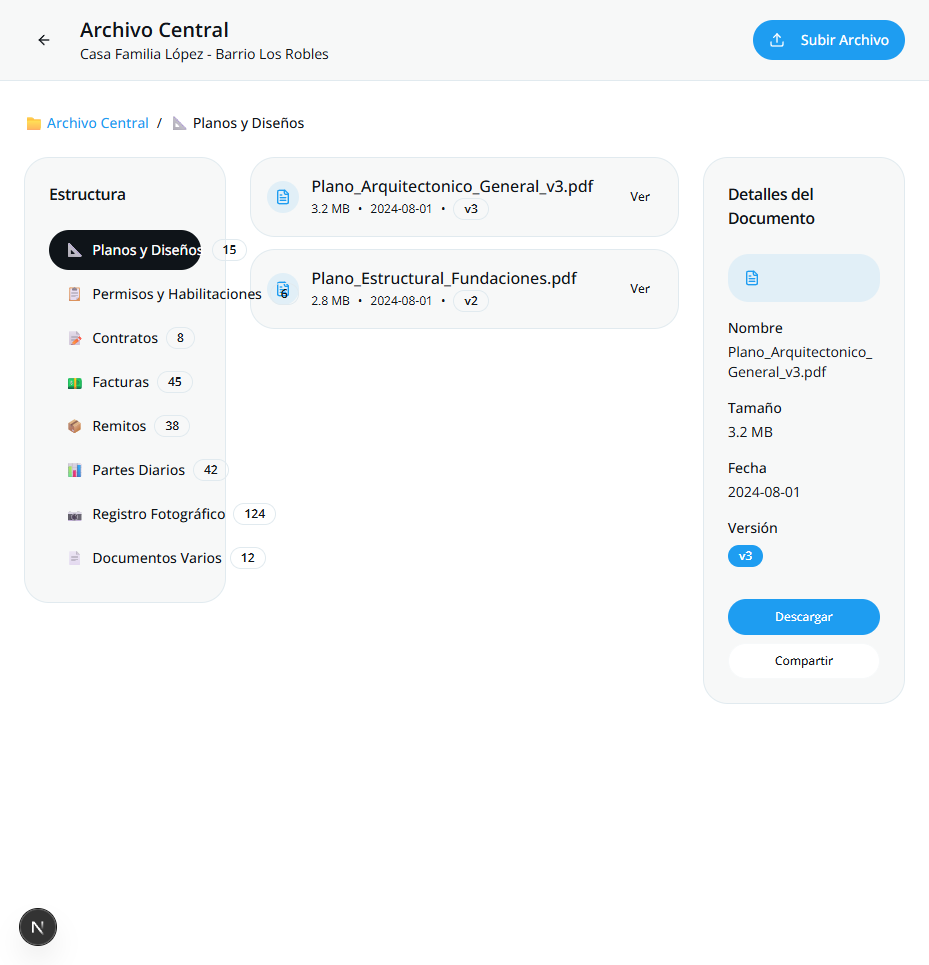 Archivo Central
Casa Familia López - Barrio Los Robles
Subir Archivo
Archivo Central / Planos y Diseños
Estructura
Planos y Diseños 15
Permisos y Habilitaciones 6
Contratos 8
Facturas 45
Remitos 38
Partes Diarios 42
Registro Fotográfico 124
Documentos Varios 12
Plano_Arquitectonico_General_v3.pdf
3.2 MB • 2024-08-01 • v3
Ver
Plano_Estructural_Fundaciones.pdf
2.8 MB • 2024-08-01 • v2
Ver
Detalles del
Documento
Nombre
Plano_Arquitectonico_
General_v3.pdf
Tamaño
3.2 MB
Fecha
2024-08-01
Versión
v3
Descargar
Compartir
N